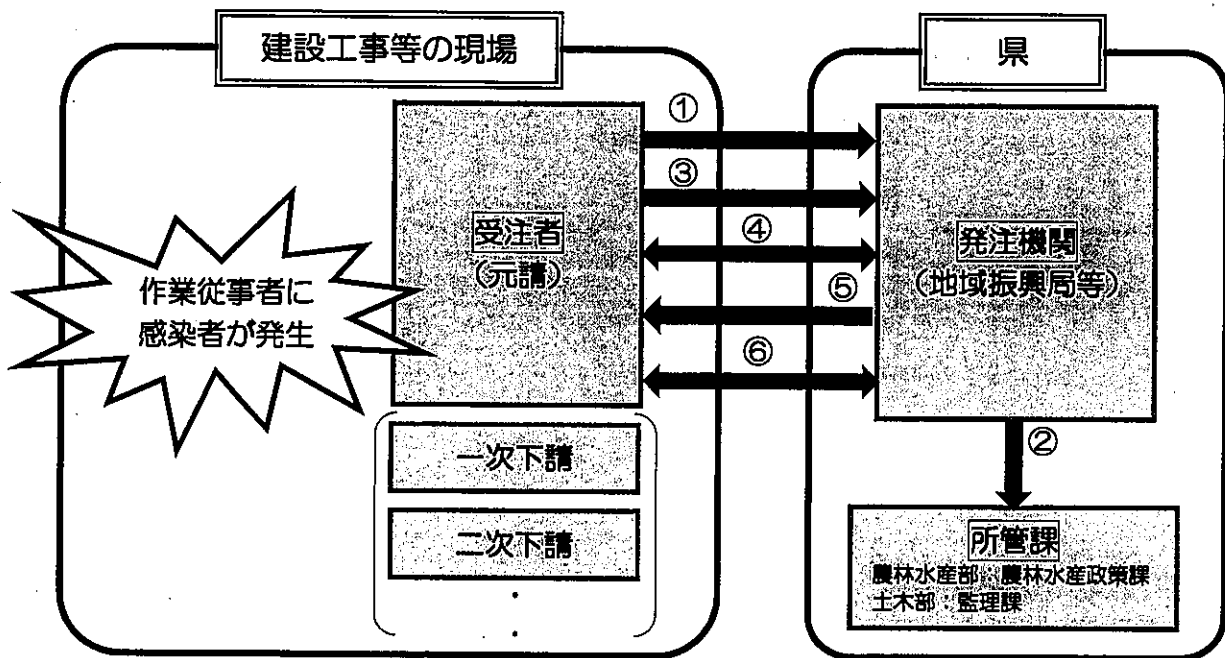 建設工事等の現場
県
①
③
④
⑤
⑥
受注者
(元請)
発注機関
(地域振興局等)
作業従事者に
感染者が発生
②
一次下請
二次下請
・
・
所管課
農林水産部：農林水産政策課
土木部：監理課